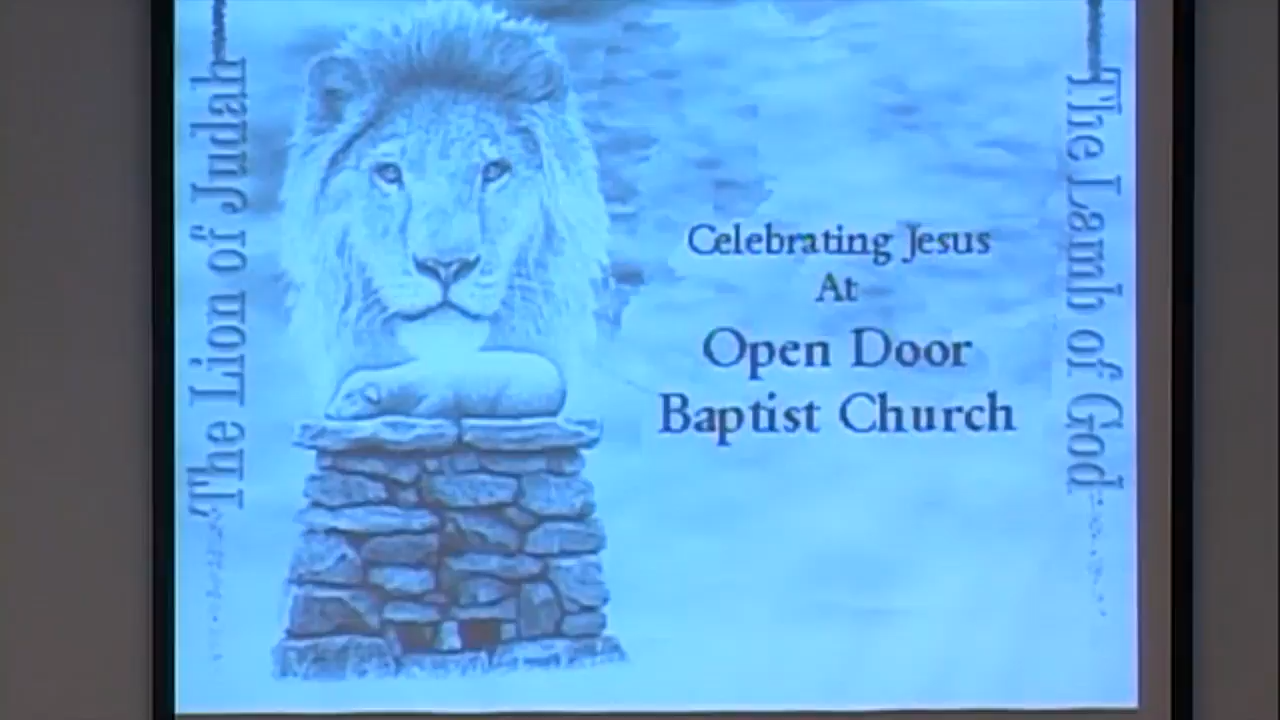 The Lion of Judah
Celebrating Jesus
At
Open Door
Baptist Church
The Lamb of God